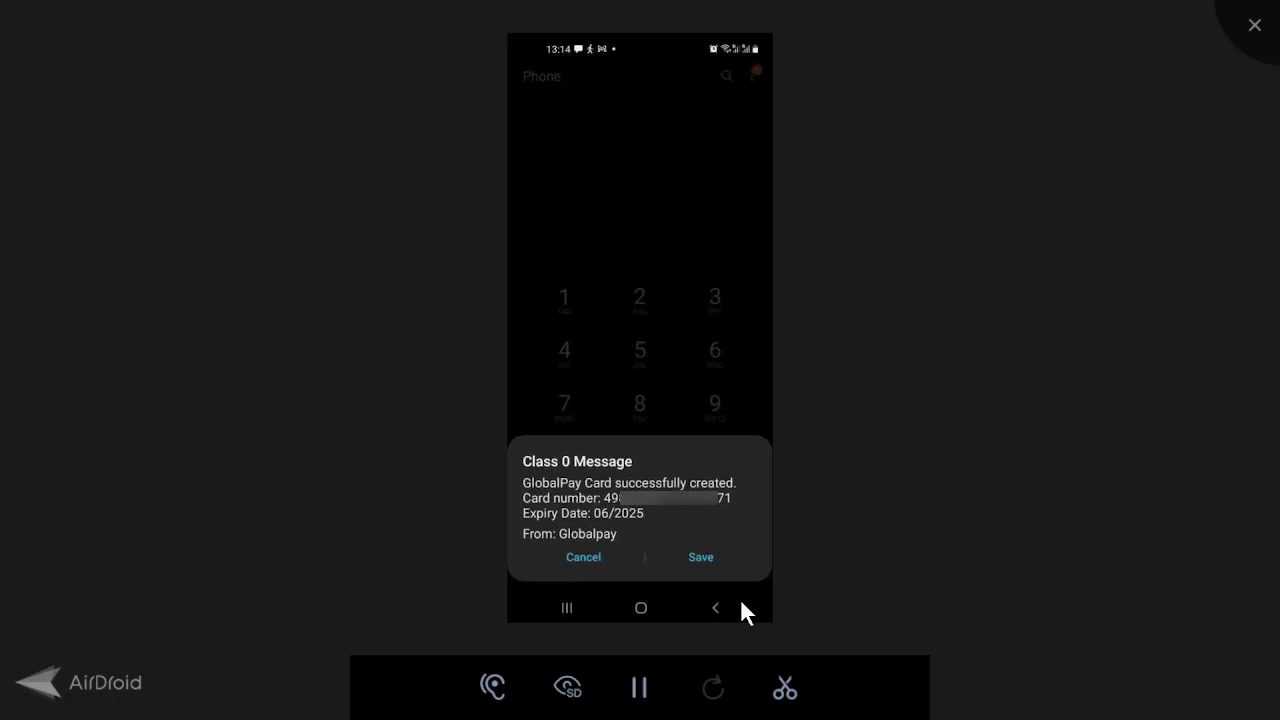 13:14
Phone
1
2
3
4
5
6
7
8
9
Class 0 Message
GlobalPay Card successfully created.
Card number: 49 71
Expiry Date: 06/2025
From: Globalpay
Cancel
Save
SD
AirDroid